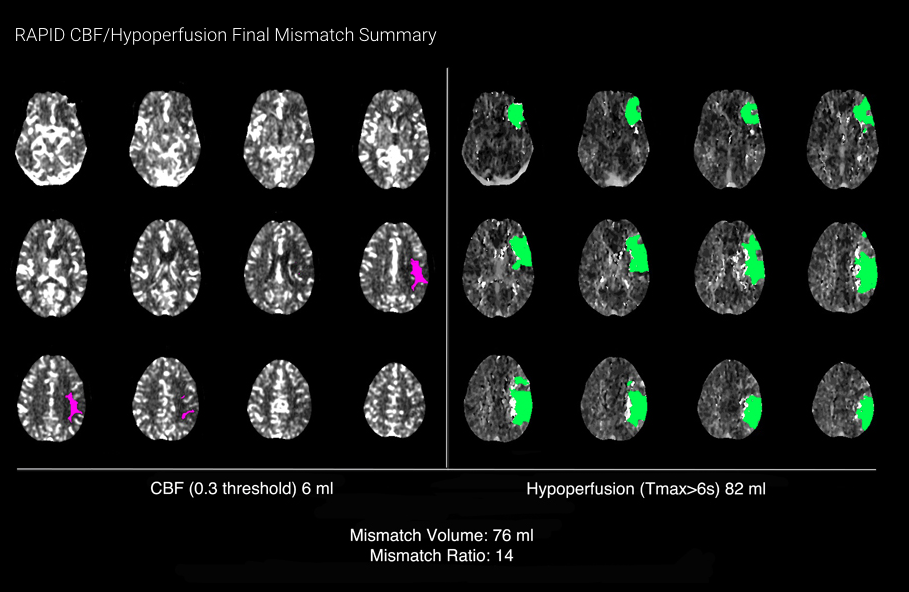 RAPID CBF/Hypoperfusion Final Mismatch Summary
CBF (0.3 threshold) 6 ml
Hypoperfusion (Tmax>6s) 82 ml
Mismatch Volume: 76 ml
Mismatch Ratio: 14